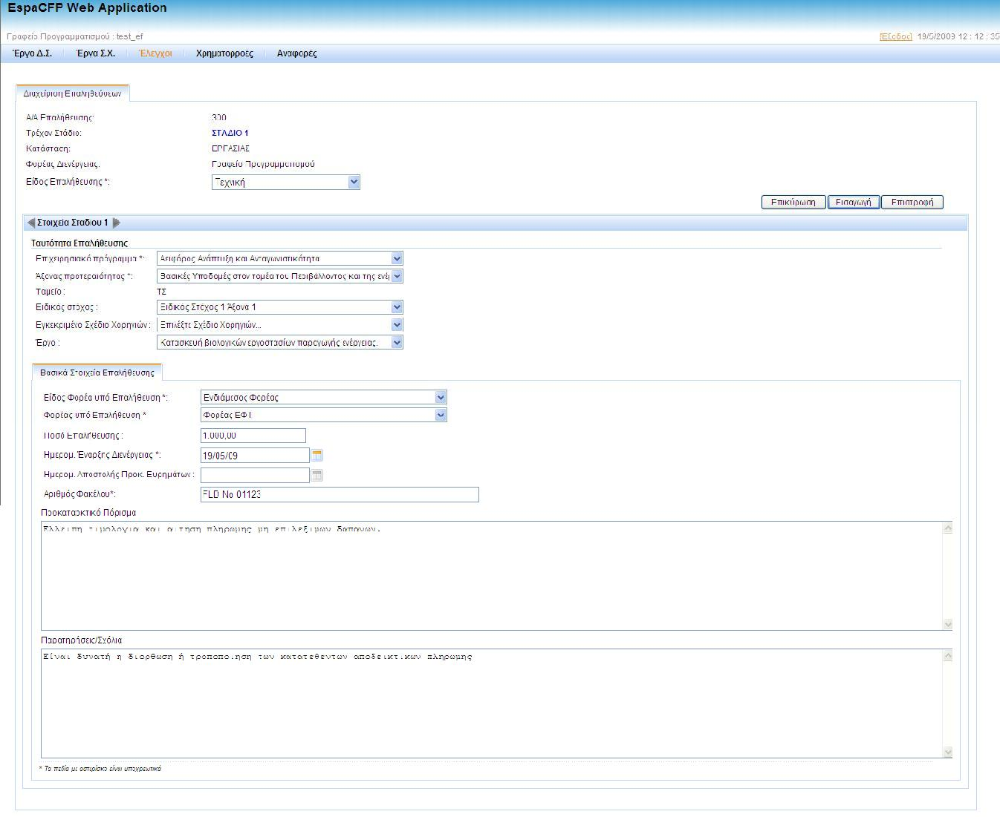 EspaCFP Web Application
Γραφείο Προγραμματισμού : test_ef
[Εξοδος] 19/5/2009 12 : 12 : 35
Έργα Δ.Σ. Έργα Σ.Χ. Έλεγχοι Χρηματορροές Αναφορές
Διαχείριση Επαληθεύσεων
Α/Α Επαλήθευσης: 300
Τρέχον Στάδιο: ΣΤΑΔΙΟ 1
Κατάσταση: ΕΡΓΑΣΙΑΣ
Φορέας Διενέργειας: Γραφείο Προγραμματισμού
Είδος Επαλήθευσης *: Τεχνική
Επικύρωση Εισαγωγή Επιστροφή
Στοιχεία Σταδίου 1
Ταυτότητα Επαλήθευσης
Επιχειρησιακό πρόγραμμα *: Αειφόρος Ανάπτυξη και Ανταγωνιστικότητα
Άξονας προτεραιότητας *: Βασικές Υποδομές στον τομέα του Περιβάλλοντος και της ενέρ
Ταμείο : ΤΣ
Ειδικός στόχος : Ειδικός Στόχος 1 Άξονα 1
Εγκεκριμένο Σχέδιο Χορηγιών : Επιλέξτε Σχέδιο Χορηγιών...
Έργο : Κατασκευή βιολογικών εργοστασίων παραγωγής ενέργειας.
Βασικά Στοιχεία Επαλήθευσης
Είδος Φορέα υπό Επαλήθευση *: Ενδιάμεσος Φορέας
Φορέας υπό Επαλήθευση * Φορέας ΕΦ Ι
Ποσό Επαλήθευσης : 1.000,00
Ημερομ. Έναρξης Διενέργειας *: 19/05/09
Ημερομ. Αποστολής Προκ. Ευρημάτων :
Αριθμός Φακέλου*: FLD No 01123
Προκαταρκτικό Πόρισμα
Ελλειπη τιμολογια και αιτηση πληρωμης μη επιλεξιμων δαπανων.
Παρατηρήσεις/Σχόλια
Είναι δυνατή η διορθωση ή τροποποιηση των κατατεθεντων αποδεικτικων πληρωμης
* Τα πεδία με αστερίσκο είναι υποχρεωτικά